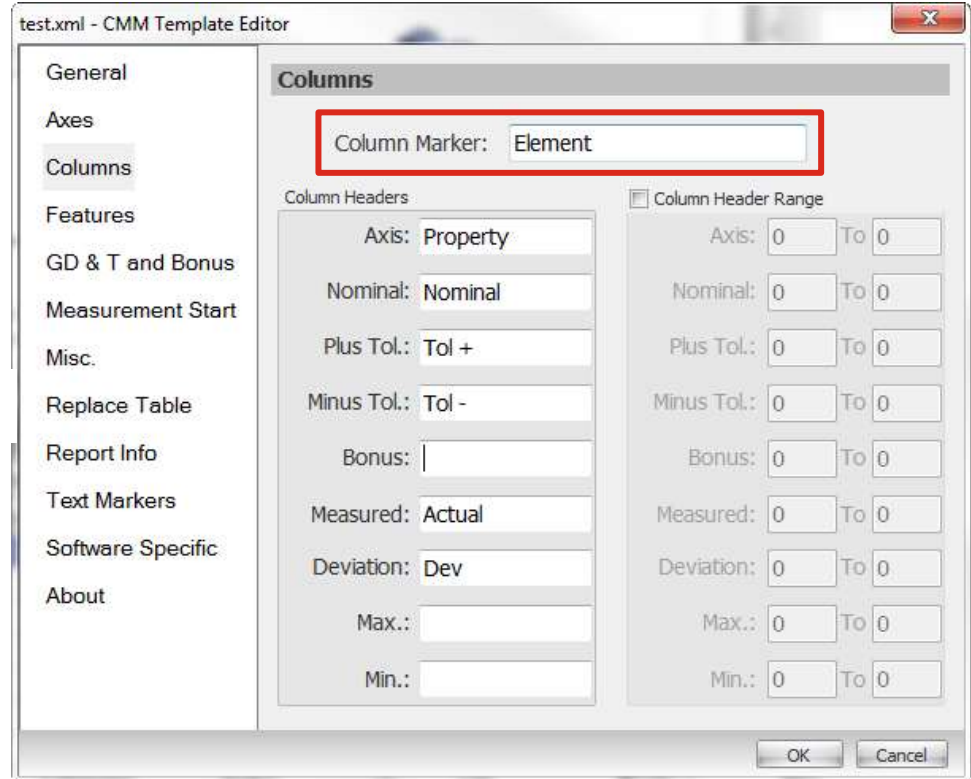 test.xml - CMM Template Editor
General
Axes
Columns
Features
GD & T and Bonus
Measurement Start
Misc.
Replace Table
Report Info
Text Markers
Software Specific
About
Columns
Column Marker: Element
Column Headers
Axis: Property
Nominal: Nominal
Plus Tol.: Tol +
Minus Tol.: Tol -
Bonus:
Measured: Actual
Deviation: Dev
Max.:
Min.:
Column Header Range
Axis: 0 To 0
Nominal: 0 To 0
Plus Tol.: 0 To 0
Minus Tol.: 0 To 0
Bonus: 0 To 0
Measured: 0 To 0
Deviation: 0 To 0
Max.: 0 To 0
Min.: 0 To 0
OK Cancel